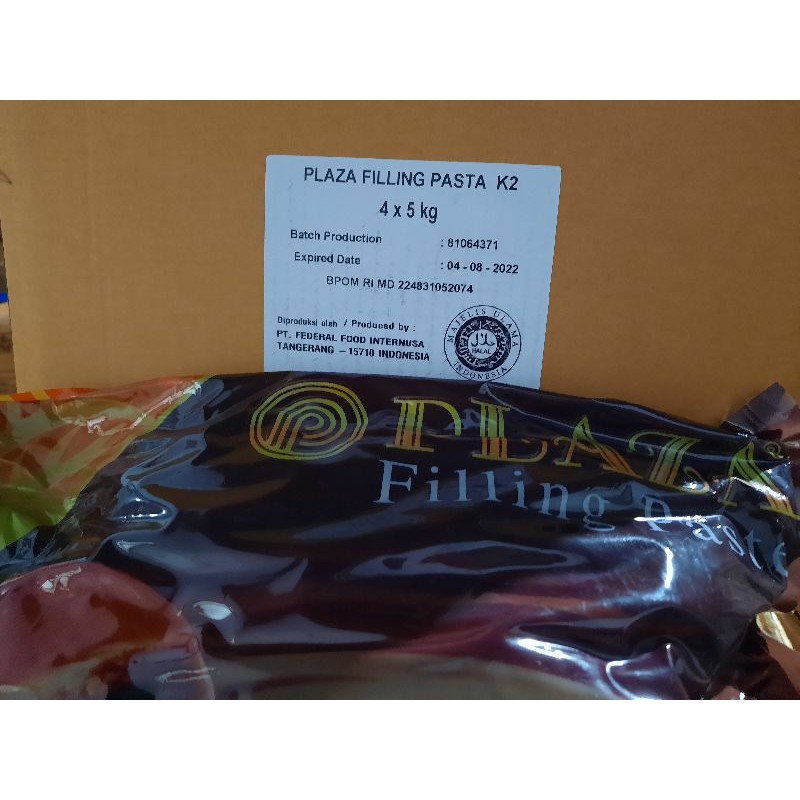 PLAZA FILLING PASTA K2
4 x 5 kg
Batch Production : 81064371
Expired Date : 04 - 08 - 2022
BPOM RI MD 224831052074
Diproduksi oleh / Produced by :
PT. FEDERAL FOOD INTERNUSA
TANGERANG – 15710 INDONESIA
MAJELIS ULAMA
حلال
HALAL
INDONESIA
PLAZA
Filling Paste